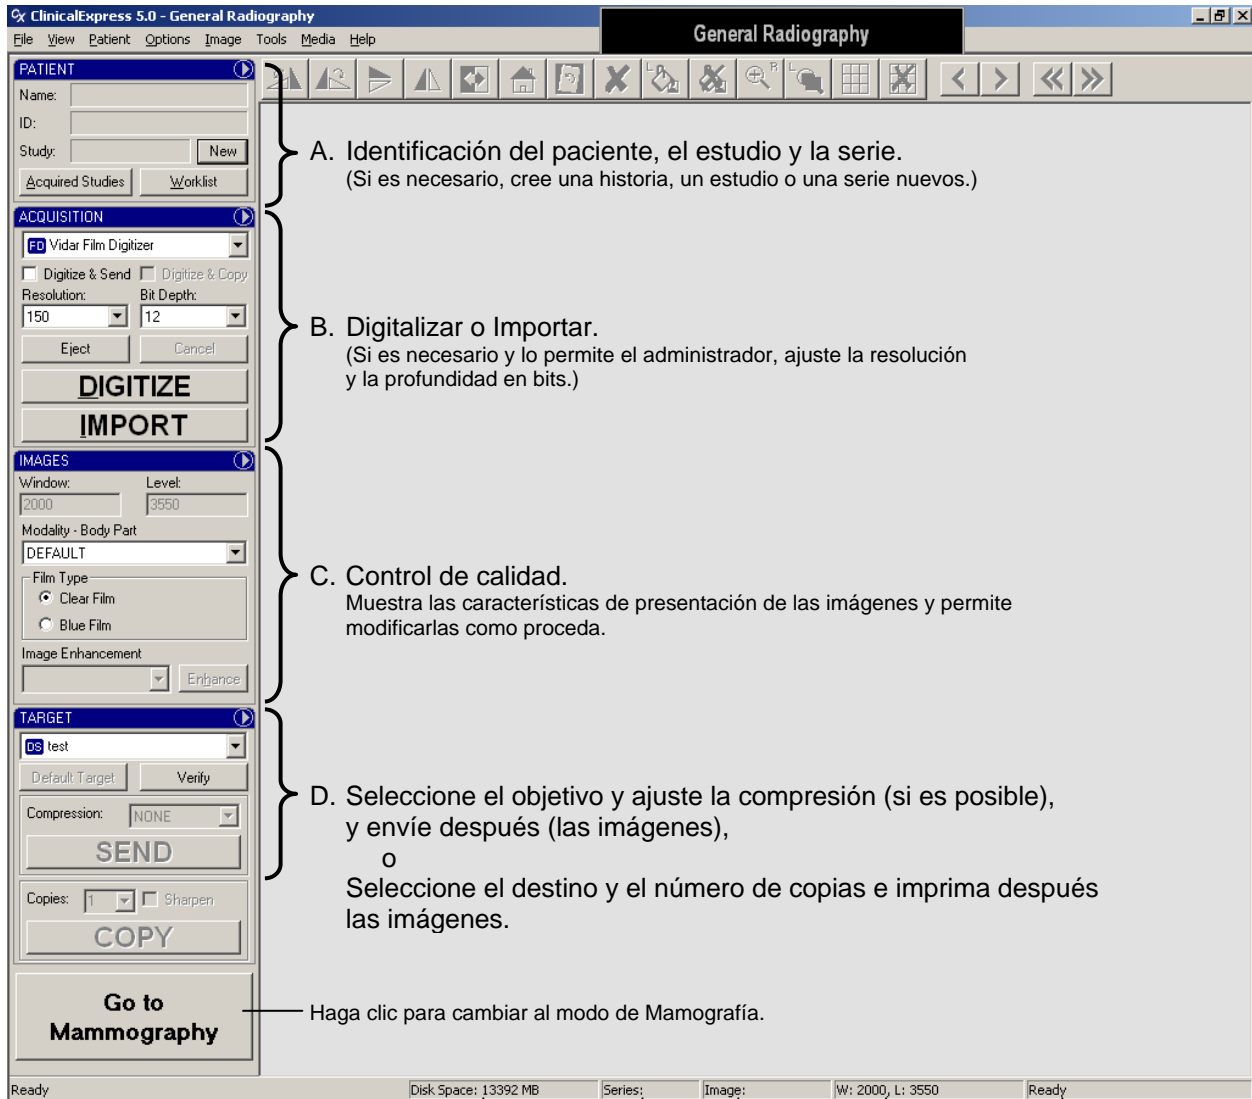 ClinicalExpress 5.0 - General Radiography
General Radiography
File View Patient Options Image Tools Media Help
PATIENT
Name:
ID:
Study:
New
Acquired Studies
Worklist
A. Identificación del paciente, el estudio y la serie.
(Si es necesario, cree una historia, un estudio o una serie nuevos.)
ACQUISITION
FD Vidar Film Digitizer
Digitize & Send
Digitize & Copy
Resolution:
Bit Depth:
150
12
Eject
Cancel
DIGITIZE
IMPORT
B. Digitalizar o Importar.
(Si es necesario y lo permite el administrador, ajuste la resolución
y la profundidad en bits.)
IMAGES
Window:
Level:
2000
3550
Modality - Body Part
DEFAULT
Film Type
Clear Film
Blue Film
Image Enhancement
Enhance
C. Control de calidad.
Muestra las características de presentación de las imágenes y permite
modificarlas como proceda.
TARGET
DS test
Default Target
Verify
Compression:
NONE
SEND
Copies:
1
Sharpen
COPY
D. Seleccione el objetivo y ajuste la compresión (si es posible),
y envíe después (las imágenes),
o
Seleccione el destino y el número de copias e imprima después
las imágenes.
Go to
Mammography
Haga clic para cambiar al modo de Mamografía.
Ready
Disk Space: 13392 MB
Series:
Image:
W: 2000, L: 3550
Ready